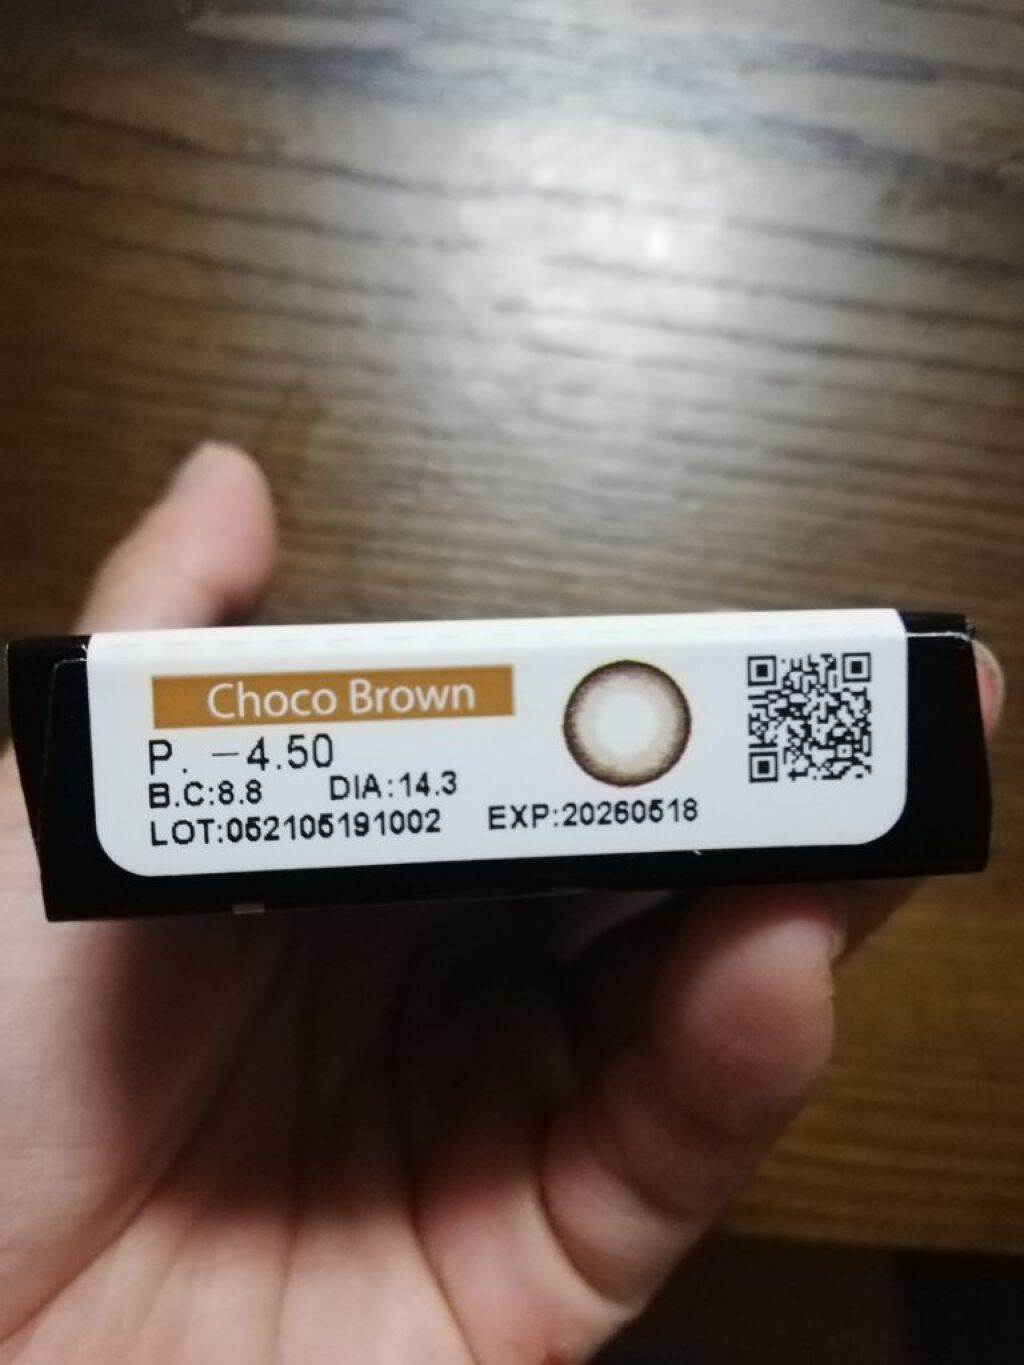 Choco Brown
P. －4.50
B.C:8.8 DIA:14.3
LOT:052105191002 EXP:20260518